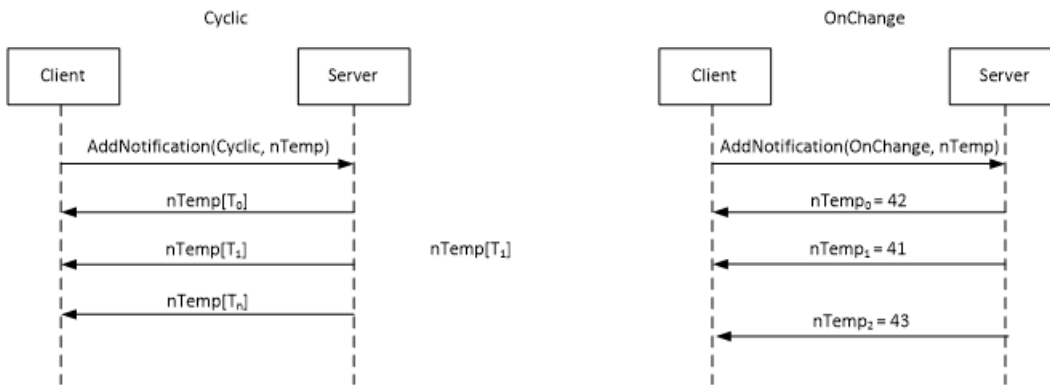 Cyclic
Client
Server
AddNotification(Cyclic, nTemp)
nTemp[T₀]
nTemp[T₁]
nTemp[Tₙ]
nTemp[T₁]
OnChange
Client
Server
AddNotification(OnChange, nTemp)
nTemp₀ = 42
nTemp₁ = 41
nTemp₂ = 43